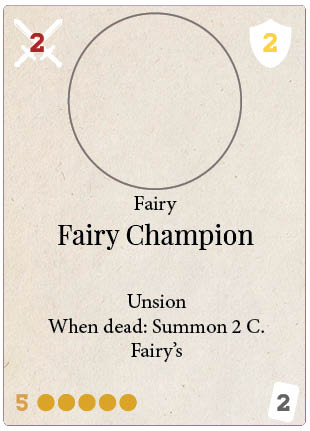 2 2
Fairy
Fairy Champion
Unsion
When dead: Summon 2 C.
Fairy's
5 2